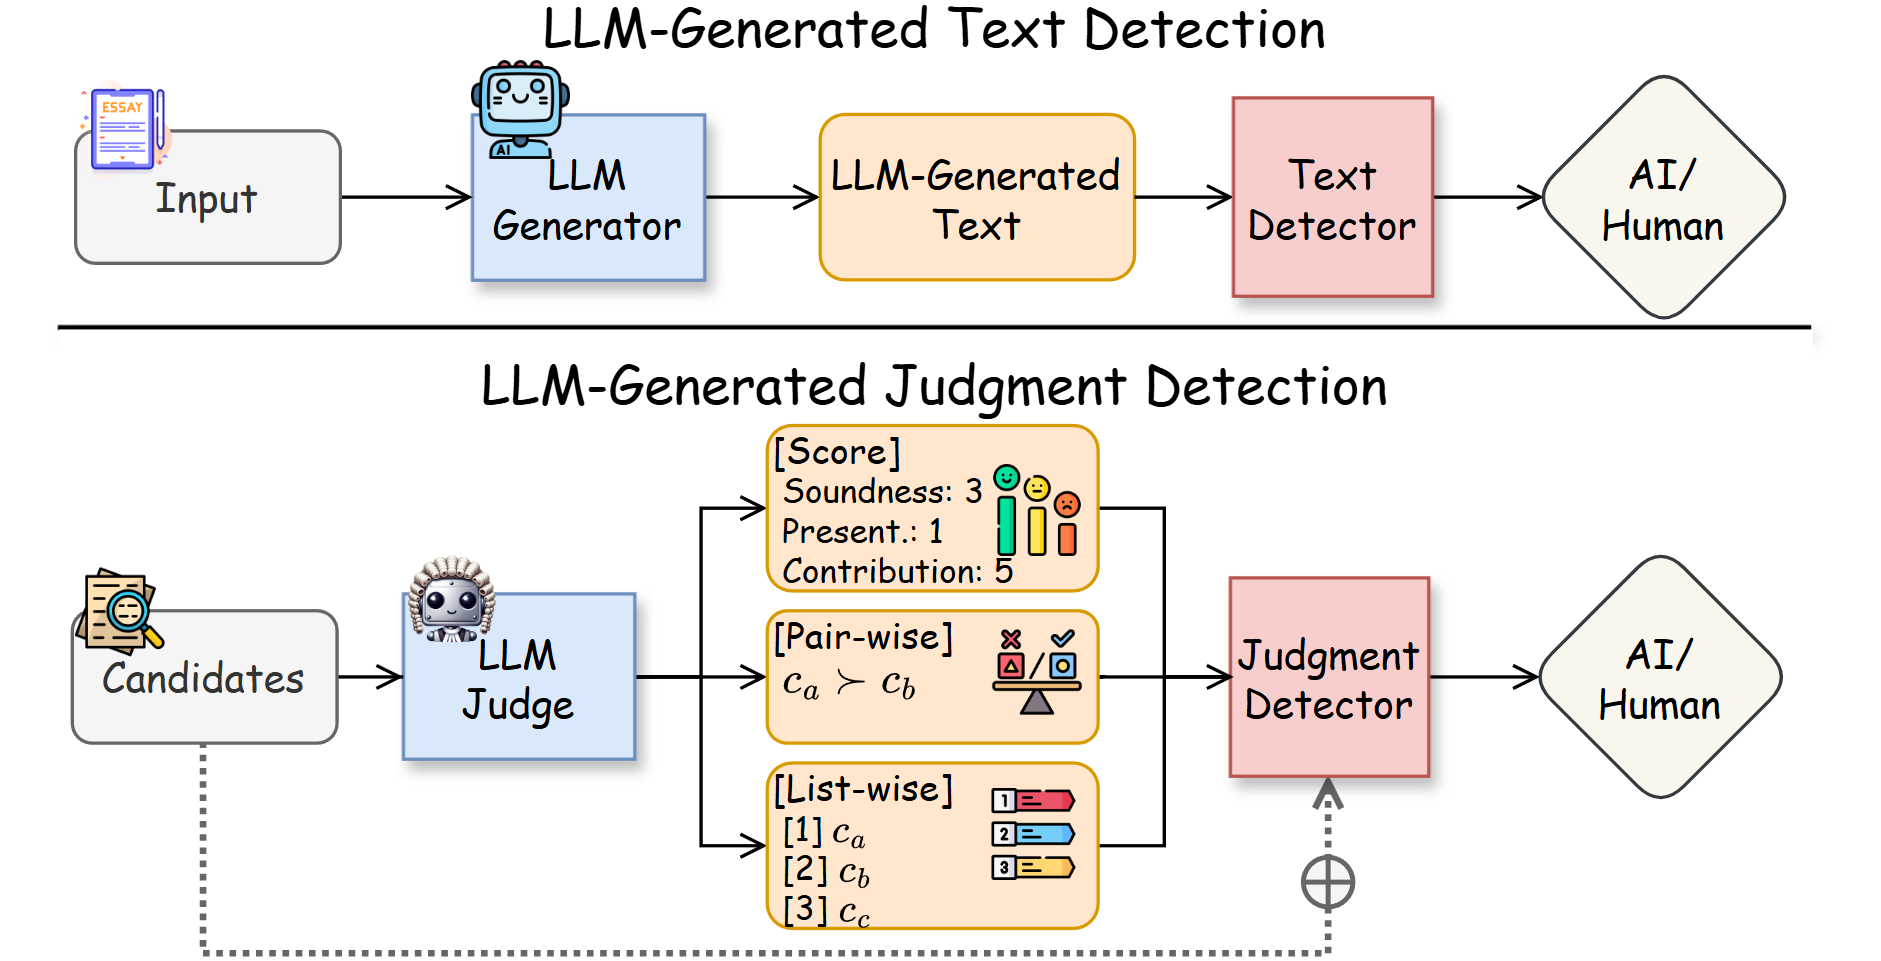 LLM-Generated Text Detection
ESSAY
Input
AI
LLM
Generator
LLM-Generated
Text
Text
Detector
AI/
Human
LLM-Generated Judgment Detection
Candidates
LLM
Judge
[Score]
Soundness: 3
Present.: 1
Contribution: 5
[Pair-wise]
c_a ≻ c_b
[List-wise]
[1] c_a
[2] c_b
[3] c_c
1
2
3
Judgment
Detector
AI/
Human